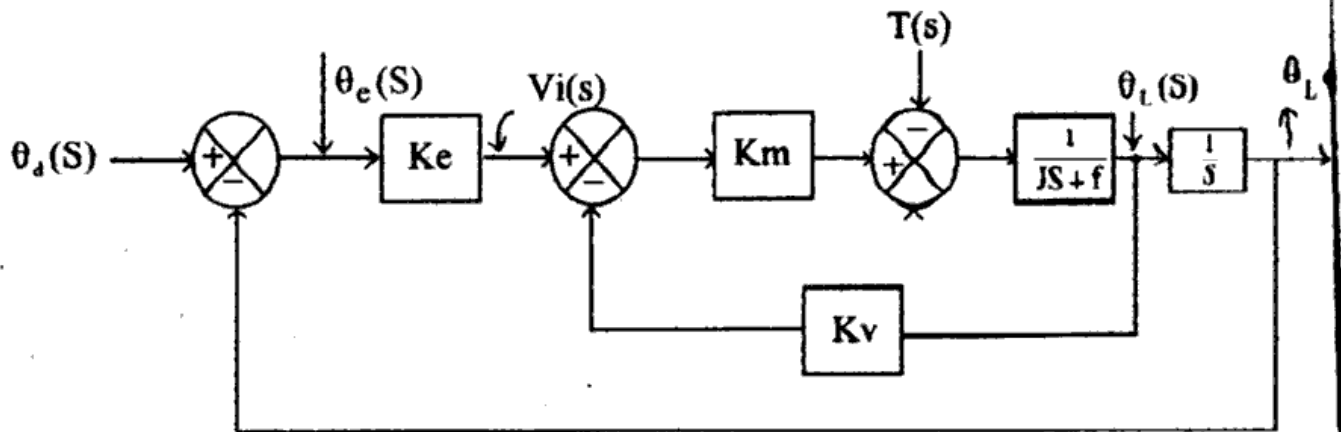 T(s)
θe(S)
Vi(s)
θL(S)
θL
θd(S)
+
−
Ke
+
−
Km
−
+
1
JS + f
1
S
Kv